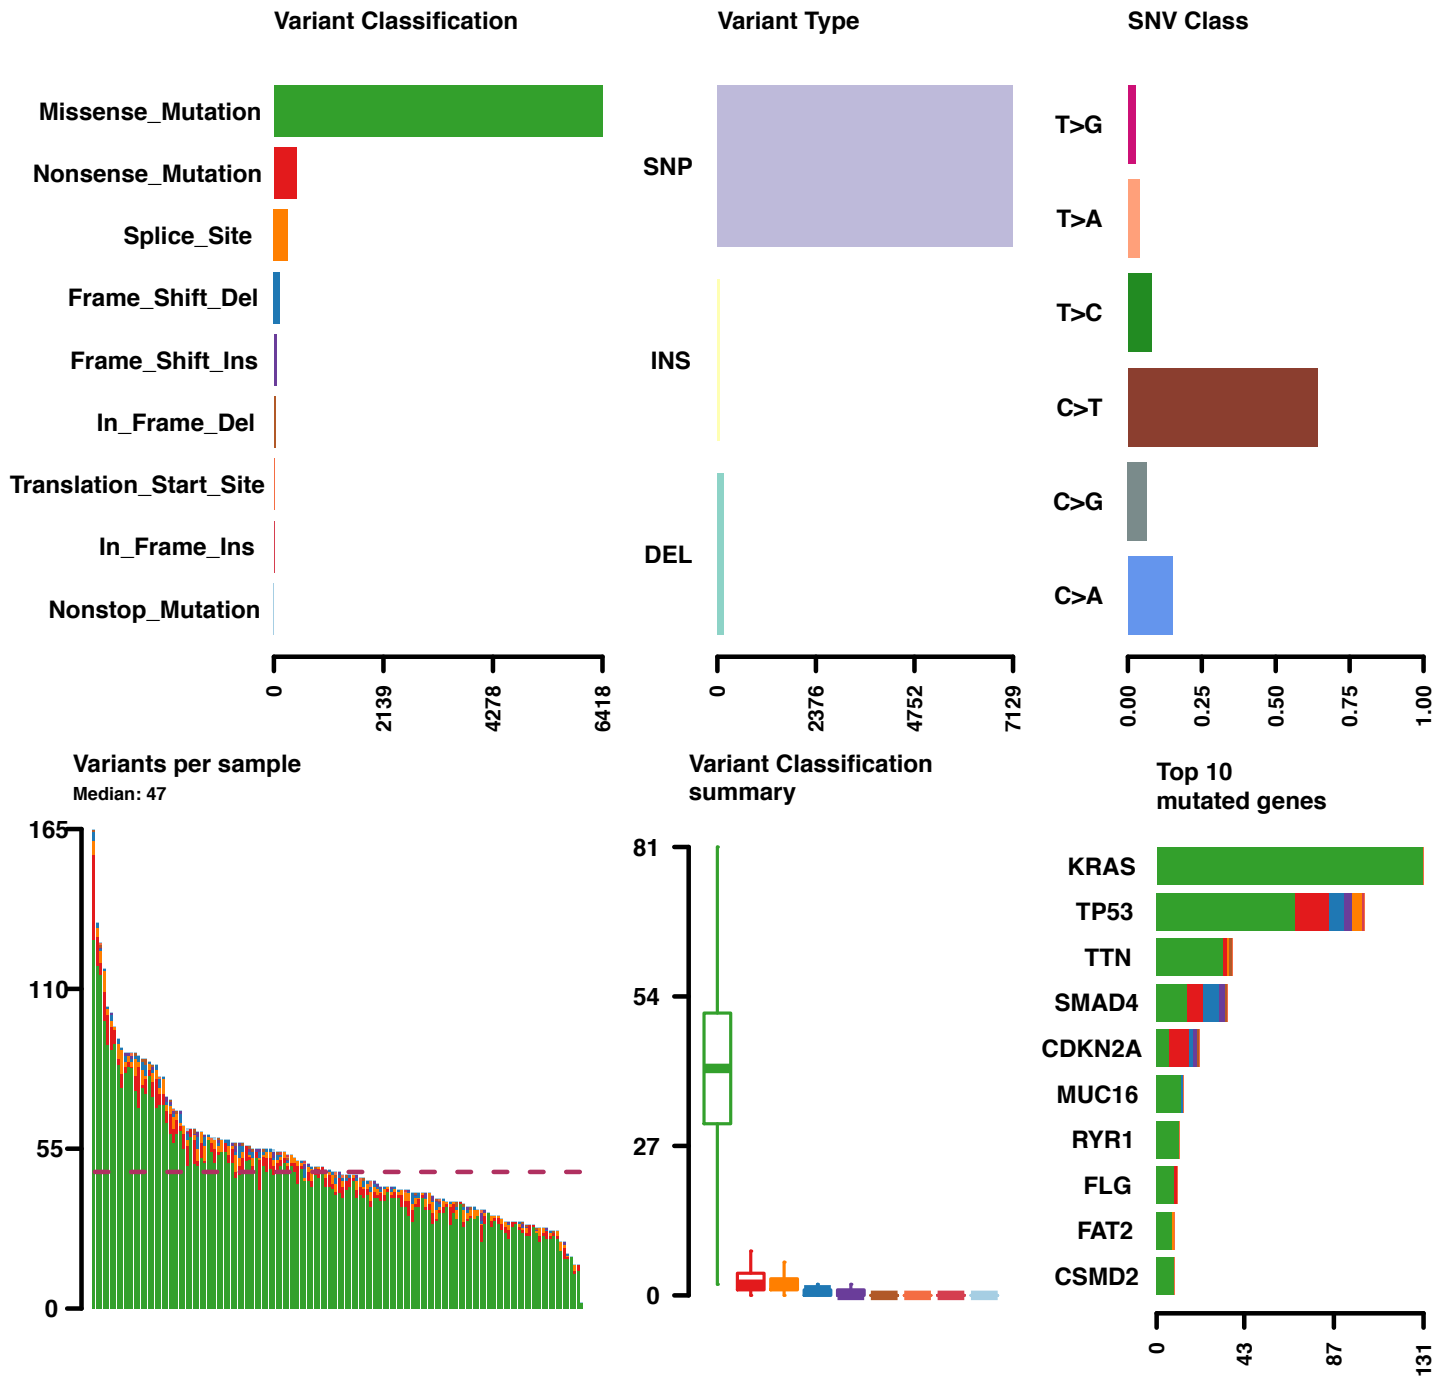 Variant Classification
Missense_Mutation
Nonsense_Mutation
Splice_Site
Frame_Shift_Del
Frame_Shift_Ins
In_Frame_Del
Translation_Start_Site
In_Frame_Ins
Nonstop_Mutation
0
2139
4278
6418
Variant Type
SNP
INS
DEL
0
2376
4752
7129
SNV Class
T>G
T>A
T>C
C>T
C>G
C>A
0.00
0.25
0.50
0.75
1.00
Variants per sample
Median: 47
165
110
55
0
Variant Classification
summary
81
54
27
0
Top 10
mutated genes
KRAS
TP53
TTN
SMAD4
CDKN2A
MUC16
RYR1
FLG
FAT2
CSMD2
0
43
87
131